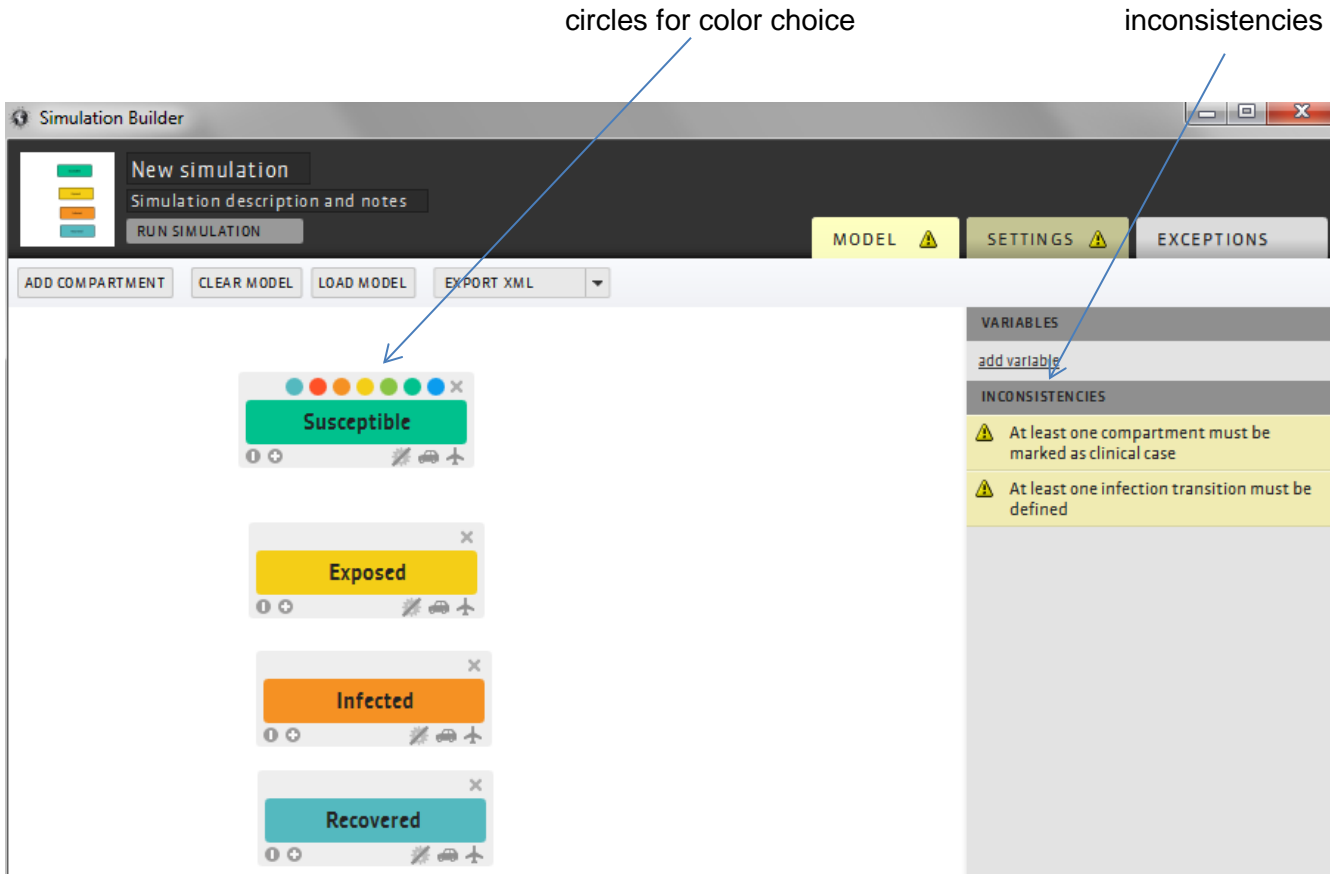 circles for color choice
inconsistencies
Simulation Builder
New simulation
Simulation description and notes
RUN SIMULATION
MODEL
SETTINGS
EXCEPTIONS
ADD COMPARTMENT
CLEAR MODEL
LOAD MODEL
EXPORT XML
VARIABLES
add variable
INCONSISTENCIES
At least one compartment must be
marked as clinical case
At least one infection transition must be
defined
Susceptible
Exposed
Infected
Recovered